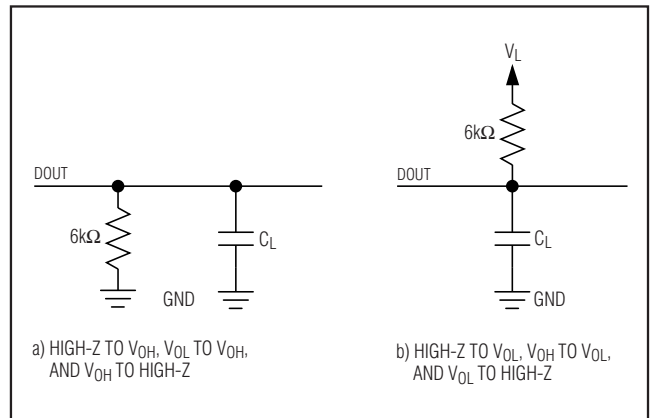 DOUT
6kΩ
C_L
GND
a) HIGH-Z TO V_OH, V_OL TO V_OH,
AND V_OH TO HIGH-Z
V_L
6kΩ
DOUT
C_L
GND
b) HIGH-Z TO V_OL, V_OH TO V_OL,
AND V_OL TO HIGH-Z